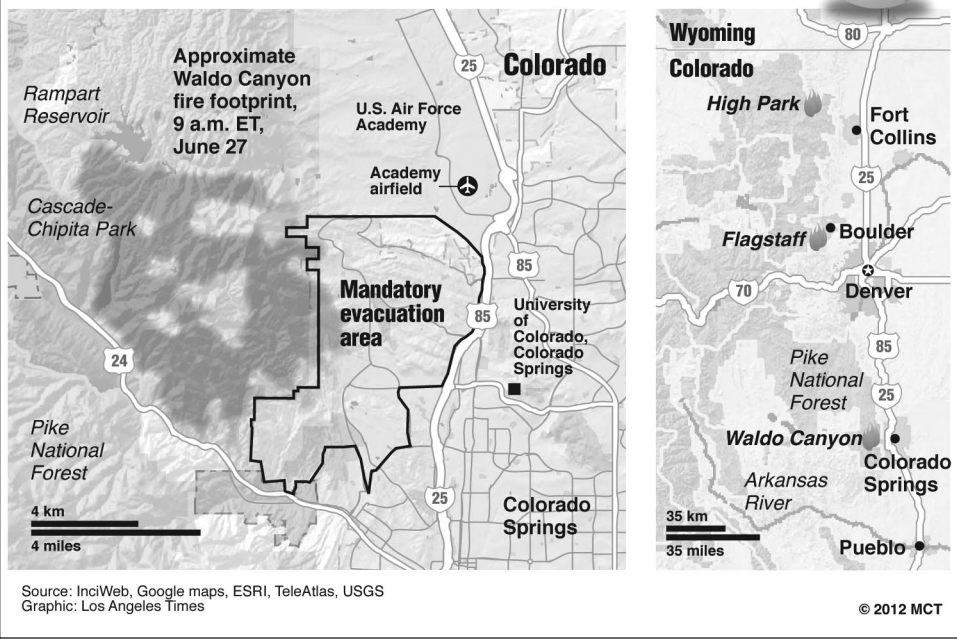 Approximate
Waldo Canyon
fire footprint,
9 a.m. ET,
June 27
Rampart
Reservoir
Cascade-
Chipita Park
24
Pike
National
Forest
4 km
4 miles
25
Colorado
U.S. Air Force
Academy
Academy
airfield
85
Mandatory
evacuation
area
85
University
of
Colorado,
Colorado
Springs
25
Colorado
Springs
Wyoming
80
Colorado
High Park
Fort
Collins
25
Flagstaff
Boulder
70
Denver
85
Pike
National
Forest
25
Waldo Canyon
Colorado
Springs
Arkansas
River
35 km
35 miles
Pueblo
Source: InciWeb, Google maps, ESRI, TeleAtlas, USGS
Graphic: Los Angeles Times
© 2012 MCT